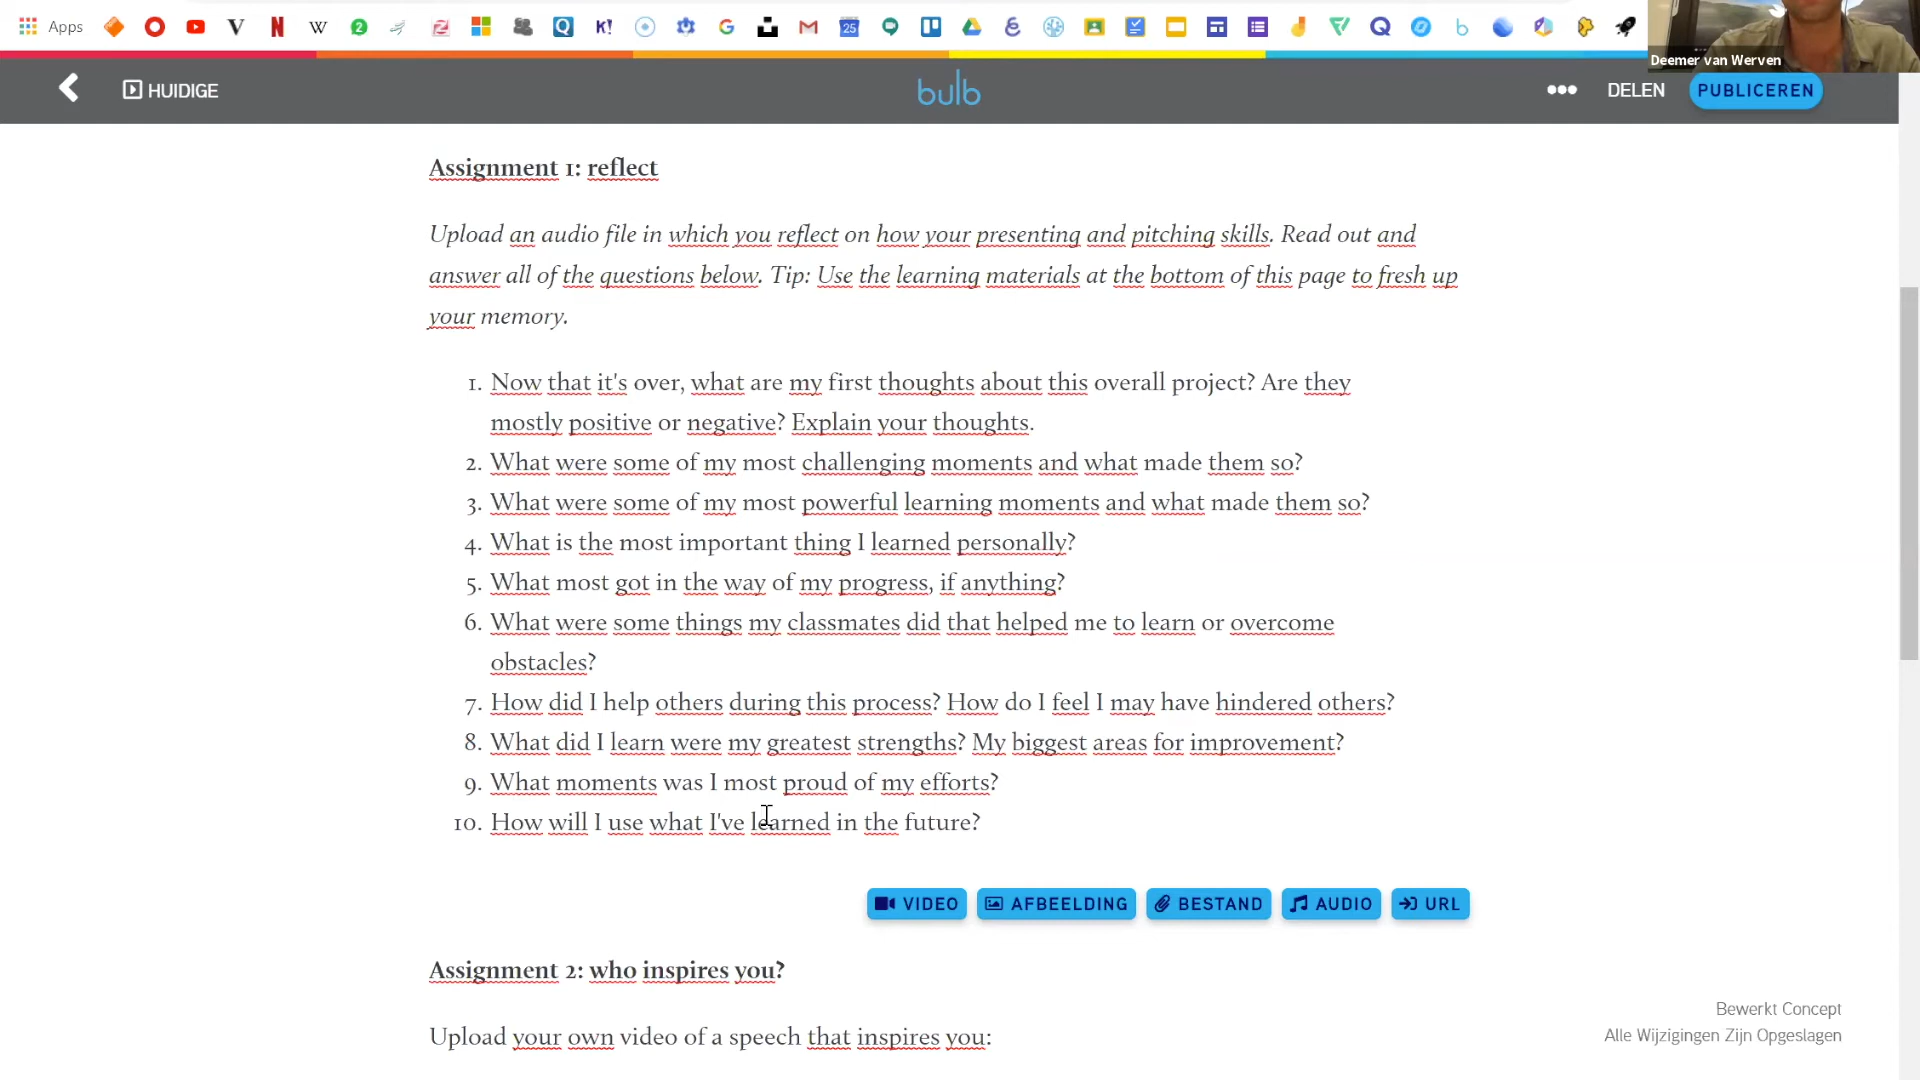 Apps
Deemer van Werven
HUIDIGE
bulb
DELEN
PUBLICEREN
Assignment 1: reflect
Upload an audio file in which you reflect on how your presenting and pitching skills. Read out and
answer all of the questions below. Tip: Use the learning materials at the bottom of this page to fresh up
your memory.
1. Now that it's over, what are my first thoughts about this overall project? Are they
mostly positive or negative? Explain your thoughts.
2. What were some of my most challenging moments and what made them so?
3. What were some of my most powerful learning moments and what made them so?
4. What is the most important thing I learned personally?
5. What most got in the way of my progress, if anything?
6. What were some things my classmates did that helped me to learn or overcome
obstacles?
7. How did I help others during this process? How do I feel I may have hindered others?
8. What did I learn were my greatest strengths? My biggest areas for improvement?
9. What moments was I most proud of my efforts?
10. How will I use what I've learned in the future?
VIDEO
AFBEELDING
BESTAND
AUDIO
URL
Assignment 2: who inspires you?
Bewerkt Concept
Alle Wijzigingen Zijn Opgeslagen
Upload your own video of a speech that inspires you: